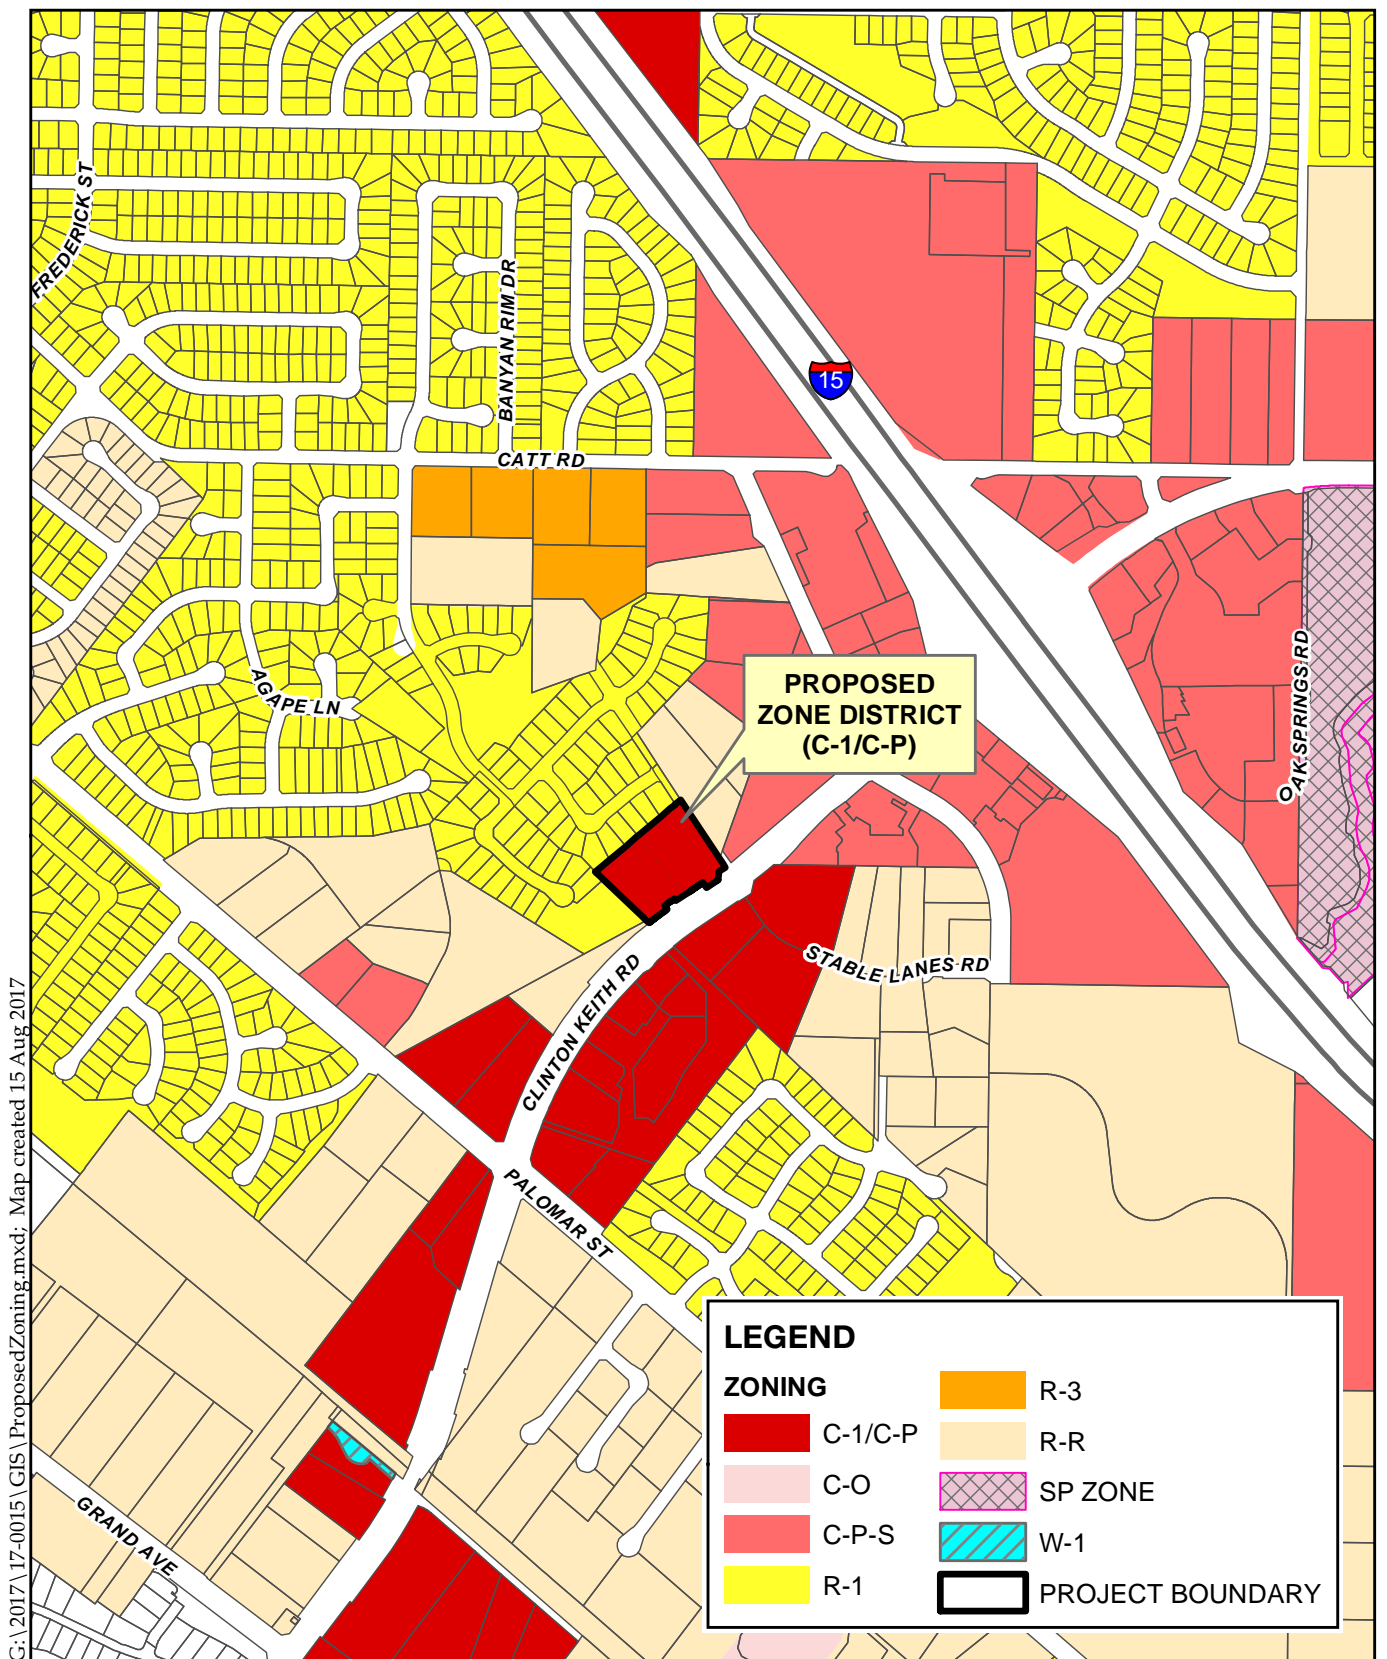 FREDERICK ST
BANYAN RIM DR
15
CATT RD
AGAPE LN
PROPOSED
ZONE DISTRICT
(C-1/C-P)
OAK SPRINGS RD
STABLE LANES RD
CLINTON KEITH RD
PALOMAR ST
GRAND AVE
LEGEND
ZONING
C-1/C-P
C-O
C-P-S
R-1
R-3
R-R
SP ZONE
W-1
PROJECT BOUNDARY
G:\2017\17-0015\GIS\ProposedZoning.mxd; Map created 15 Aug 2017